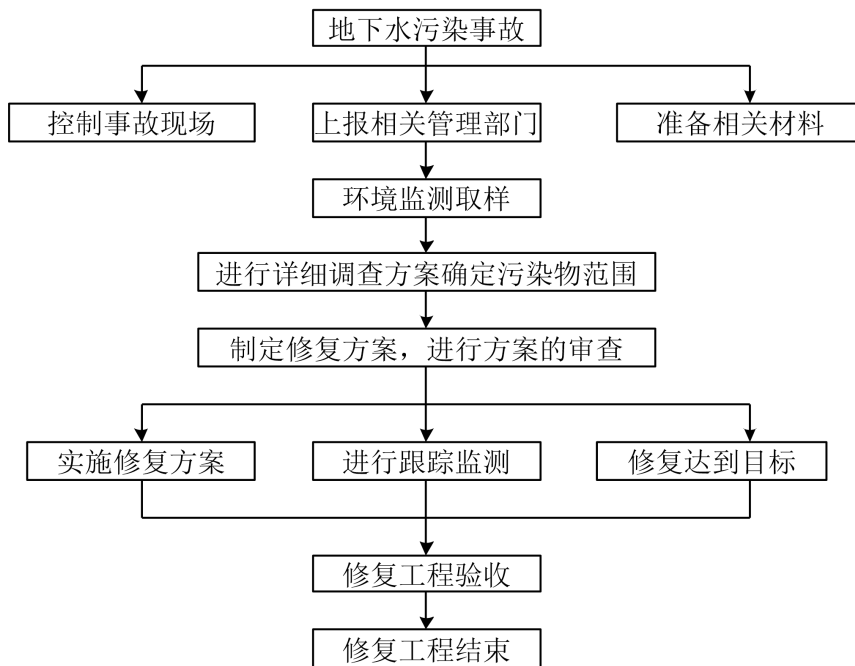 地下水污染事故
控制事故现场
上报相关管理部门
准备相关材料
环境监测取样
进行详细调查方案确定污染物范围
制定修复方案，进行方案的审查
实施修复方案
进行跟踪监测
修复达到目标
修复工程验收
修复工程结束